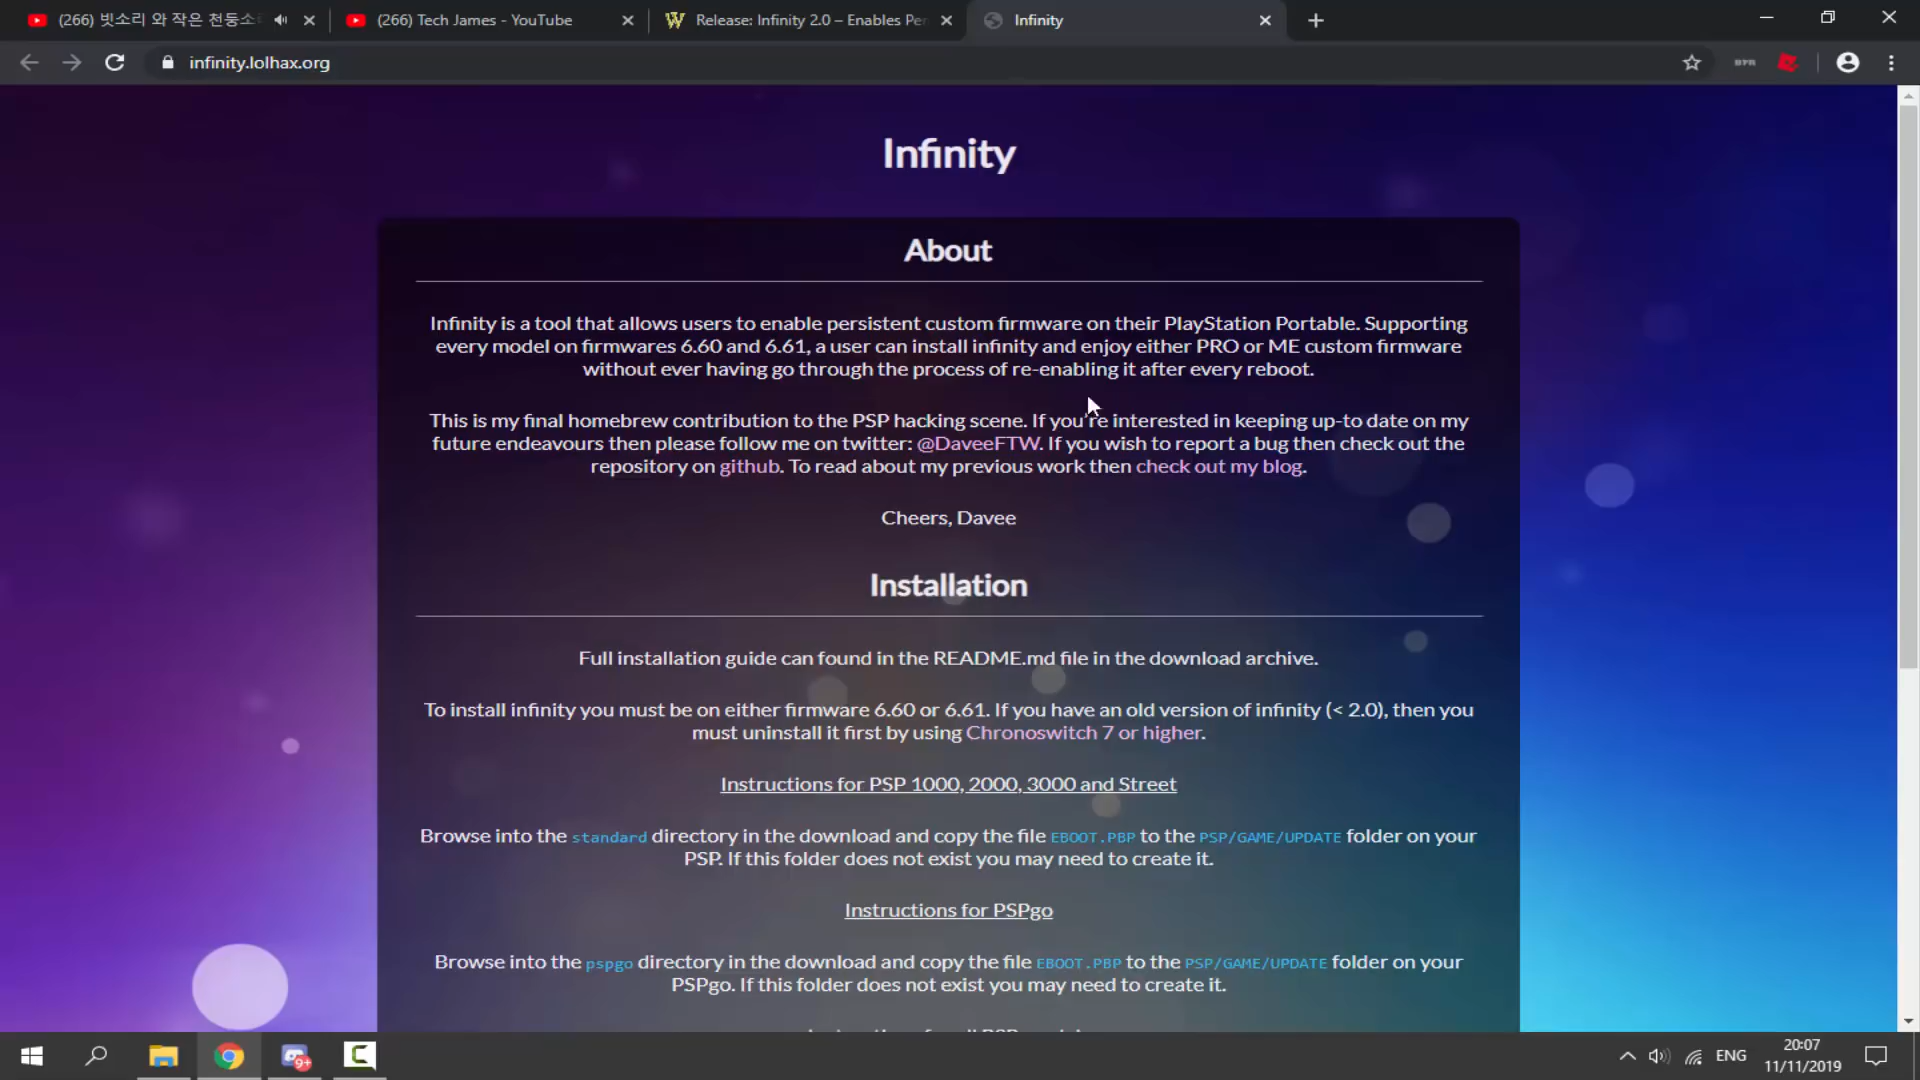 (266) 빗소리 와 작은 천둥소
(266) Tech James - YouTube
Release: Infinity 2.0 – Enables Pe
Infinity
infinity.lolhax.org
Infinity
About
Infinity is a tool that allows users to enable persistent custom firmware on their PlayStation Portable. Supporting
every model on firmwares 6.60 and 6.61, a user can install infinity and enjoy either PRO or ME custom firmware
without ever having go through the process of re-enabling it after every reboot.
This is my final homebrew contribution to the PSP hacking scene. If you're interested in keeping up-to date on my
future endeavours then please follow me on twitter: @DaveeFTW. If you wish to report a bug then check out the
repository on github. To read about my previous work then check out my blog.
Cheers, Davee
Installation
Full installation guide can found in the README.md file in the download archive.
To install infinity you must be on either firmware 6.60 or 6.61. If you have an old version of infinity (< 2.0), then you
must uninstall it first by using Chronoswitch 7 or higher.
Instructions for PSP 1000, 2000, 3000 and Street
Browse into the standard directory in the download and copy the file EBOOT.PBP to the PSP/GAME/UPDATE folder on your
PSP. If this folder does not exist you may need to create it.
Instructions for PSPgo
Browse into the pspgo directory in the download and copy the file EBOOT.PBP to the PSP/GAME/UPDATE folder on your
PSPgo. If this folder does not exist you may need to create it.
9+
ENG
20:07
11/11/2019